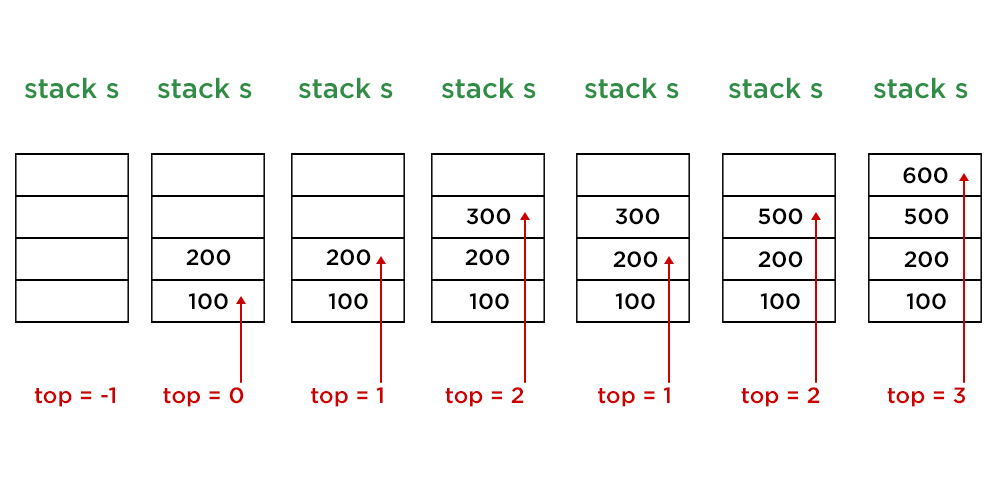 stack s stack s stack s stack s stack s stack s stack s
600
300 300 500 500
200 200 200 200 200 200
100 100 100 100 100 100
top = -1 top = 0 top = 1 top = 2 top = 1 top = 2 top = 3